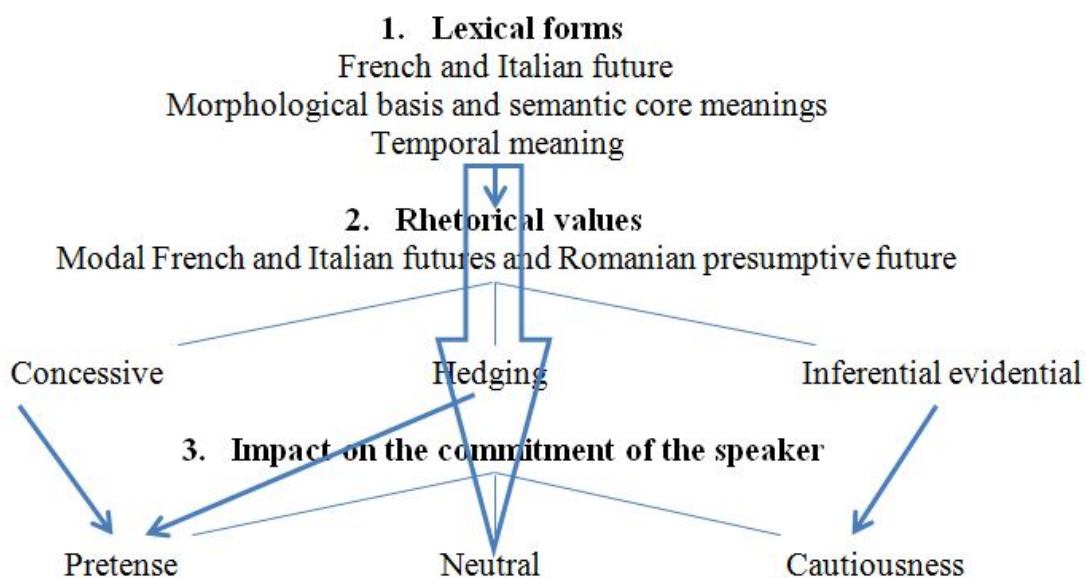 1. Lexical forms
French and Italian future
Morphological basis and semantic core meanings
Temporal meaning
2. Rhetorical values
Modal French and Italian futures and Romanian presumptive future
Concessive Hedging Inferential evidential
3. Impact on the commitment of the speaker
Pretense Neutral Cautiousness